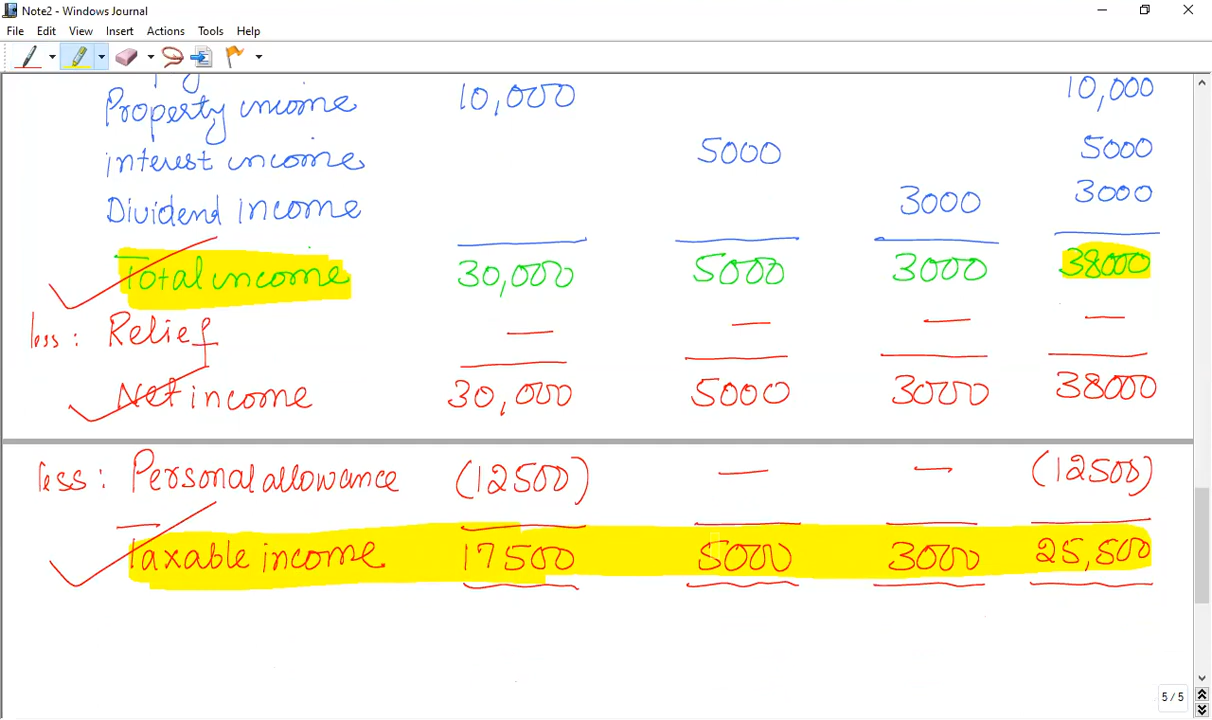 Note2 - Windows Journal
File Edit View Insert Actions Tools Help
Property income 10,000 10,000
interest income 5000 5000
Dividend Income 3000 3000
Total income 30,000 5000 3000 38000
less: Relief — — — —
Net income 30,000 5000 3000 38000
less: Personal allowance (12500) — — (12500)
Taxable income 17500 5000 3000 25,500
5 / 5